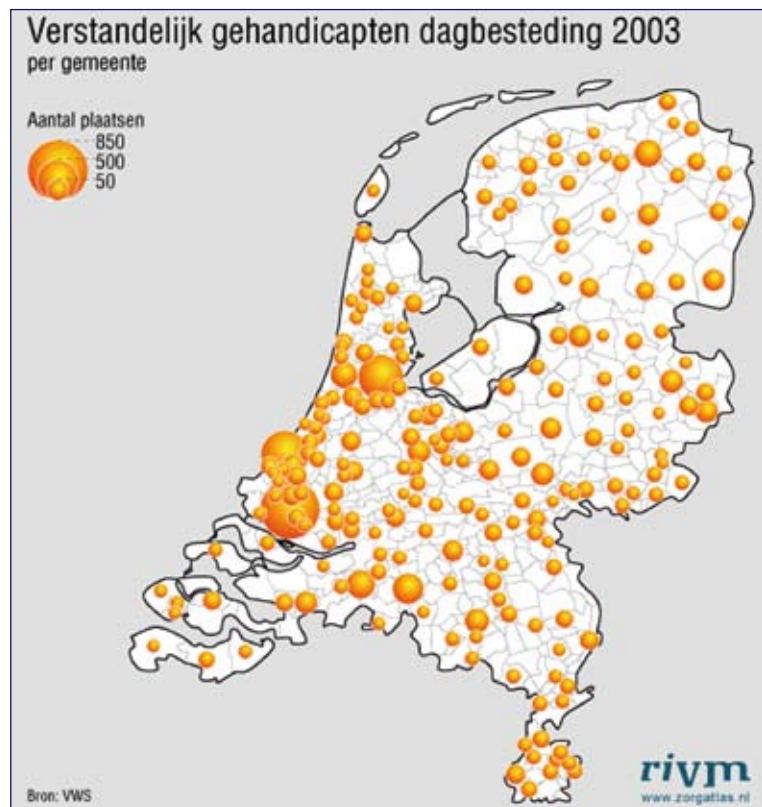 Verstandelijk gehandicapten dagbesteding 2003
per gemeente
Aantal plaatsen
850
500
50
Bron: VWS
rivm
www.zorgatlas.nl